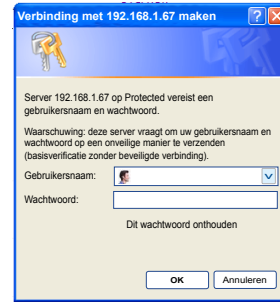 Verbinding met 192.168.1.67 maken
Server 192.168.1.67 op Protected vereist een
gebruikersnaam en wachtwoord.
Waarschuwing: deze server vraagt om uw gebruikersnaam en
wachtwoord op een onveilige manier te verzenden
(basisverificatie zonder beveiligde verbinding).
Gebruikersnaam:
Wachtwoord:
Dit wachtwoord onthouden
OK
Annuleren